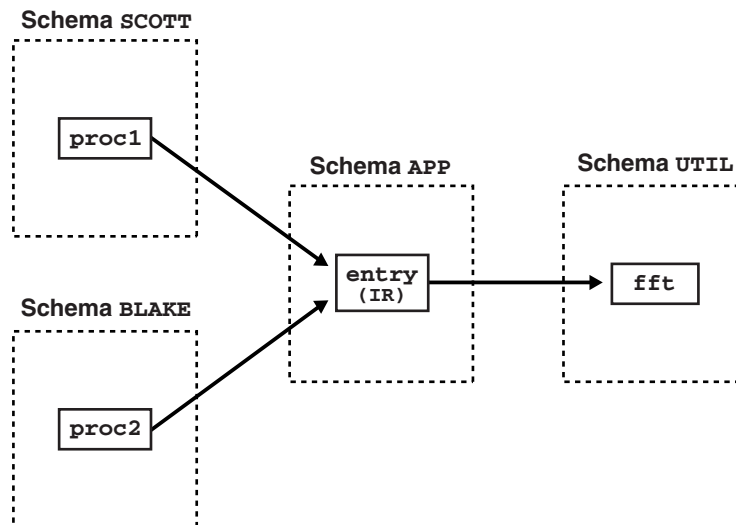 Schema SCOTT
proc1
Schema APP
Schema UTIL
entry
(IR)
fft
Schema BLAKE
proc2